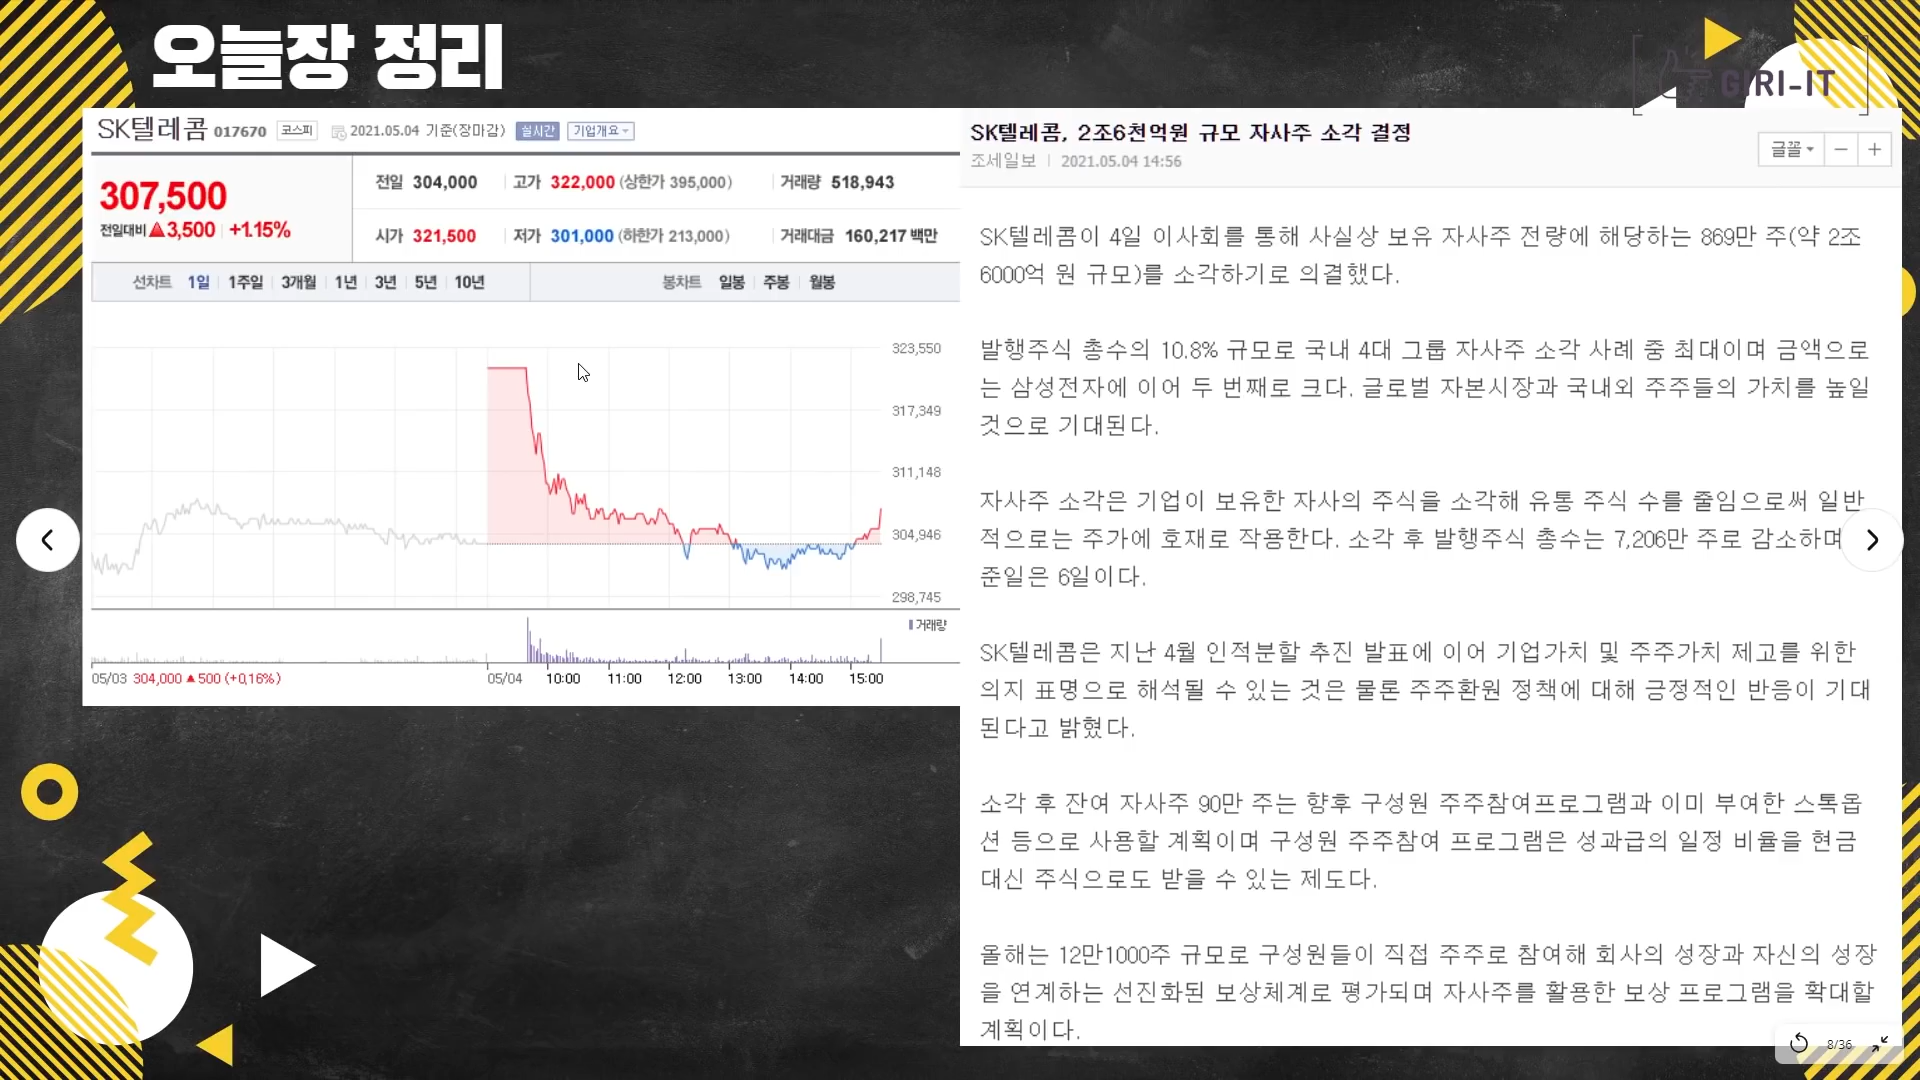 오늘장 정리
GIRI-IT
SK텔레콤 017670 코스피 2021.05.04 기준(장마감) 실시간 기업개요
307,500
전일대비 ▲3,500 +1.15%
전일 304,000 고가 322,000 (상한가 395,000) 거래량 518,943
시가 321,500 저가 301,000 (하한가 213,000) 거래대금 160,217 백만
선차트 1일 1주일 3개월 1년 3년 5년 10년 봉차트 일봉 주봉 월봉
323,550
317,349
311,148
304,946
298,745
거래량
05/03 304,000 ▲500 (+0.16%) 05/04 10:00 11:00 12:00 13:00 14:00 15:00
SK텔레콤, 2조6천억원 규모 자사주 소각 결정
조세일보 | 2021.05.04 14:56
글꼴 - +
SK텔레콤이 4일 이사회를 통해 사실상 보유 자사주 전량에 해당하는 869만 주(약 2조
6000억 원 규모)를 소각하기로 의결했다.
발행주식 총수의 10.8% 규모로 국내 4대 그룹 자사주 소각 사례 중 최대이며 금액으로
는 삼성전자에 이어 두 번째로 크다. 글로벌 자본시장과 국내외 주주들의 가치를 높일
것으로 기대된다.
자사주 소각은 기업이 보유한 자사의 주식을 소각해 유통 주식 수를 줄임으로써 일반
적으로는 주가에 호재로 작용한다. 소각 후 발행주식 총수는 7,206만 주로 감소하며
준일은 6일이다.
SK텔레콤은 지난 4월 인적분할 추진 발표에 이어 기업가치 및 주주가치 제고를 위한
의지 표명으로 해석될 수 있는 것은 물론 주주환원 정책에 대해 긍정적인 반응이 기대
된다고 밝혔다.
소각 후 잔여 자사주 90만 주는 향후 구성원 주주참여프로그램과 이미 부여한 스톡옵
션 등으로 사용할 계획이며 구성원 주주참여 프로그램은 성과급의 일정 비율을 현금
대신 주식으로도 받을 수 있는 제도다.
올해는 12만1000주 규모로 구성원들이 직접 주주로 참여해 회사의 성장과 자신의 성장
을 연계하는 선진화된 보상체계로 평가되며 자사주를 활용한 보상 프로그램을 확대할
계획이다.
8/36